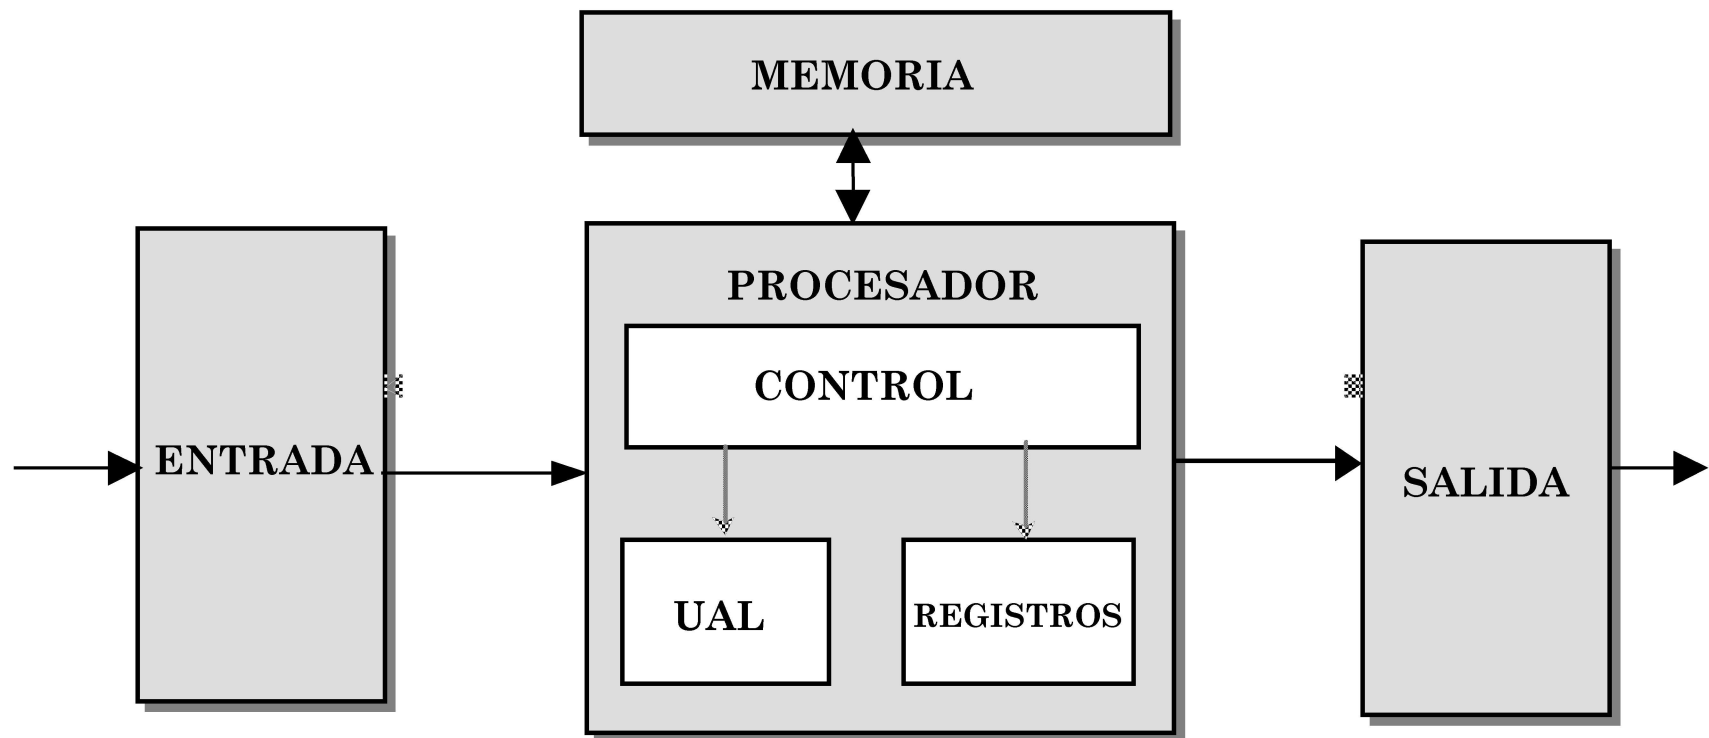 MEMORIA
PROCESADOR
CONTROL
ENTRADA
SALIDA
UAL
REGISTROS